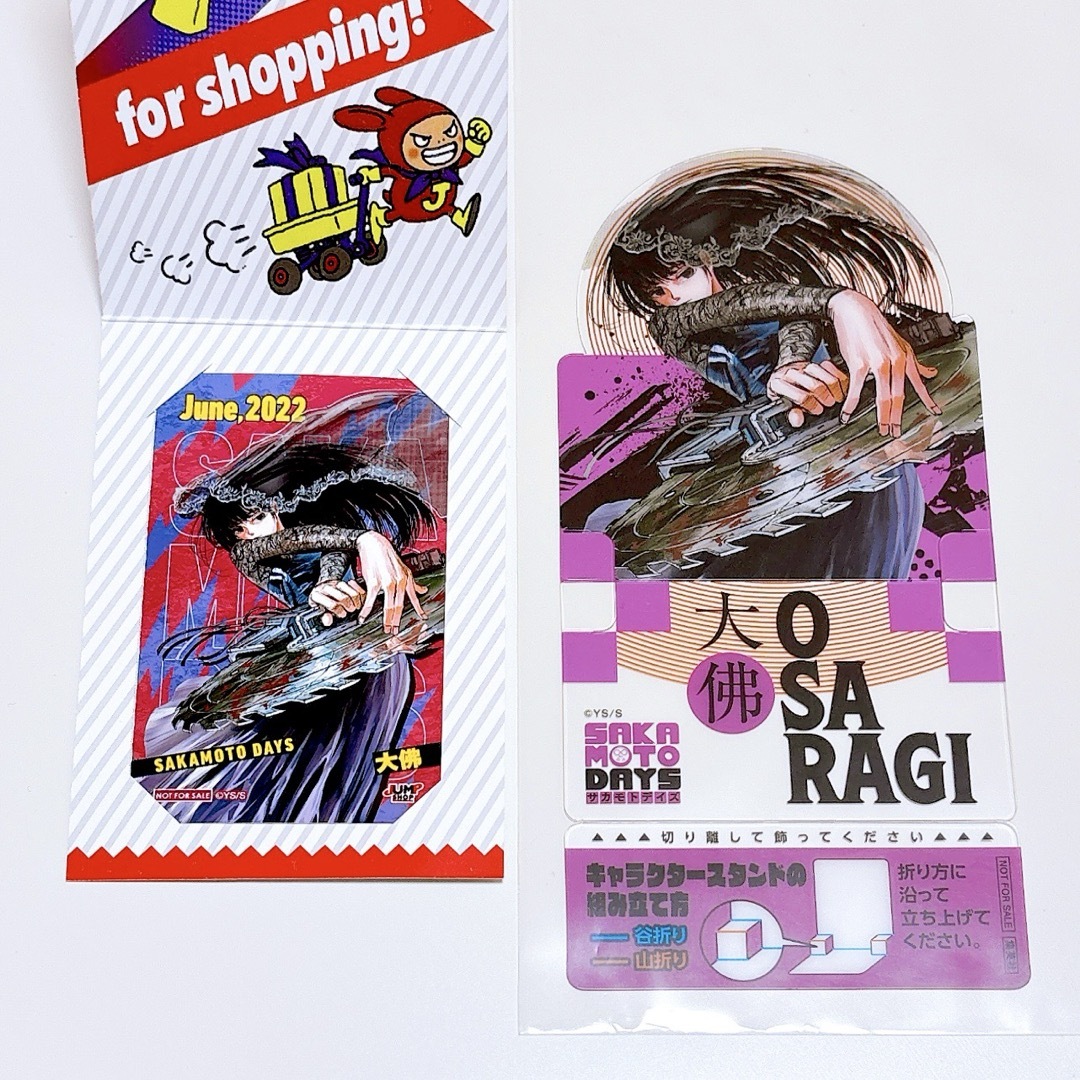 for shopping!
J
June,2022
SAKAMOTO DAYS
大佛
NOT FOR SALE ©YS/S
JUMP
SHOP
大
佛
O
SA
RAGI
©YS/S
SAKA
MOTO
DAYS
サカモトデイズ
▲▲▲切り離して飾ってください▲▲▲
キャラクタースタンドの
組み立て方
谷折り
山折り
折り方に
沿って
立ち上げて
ください。
NOT FOR SALE
集英社